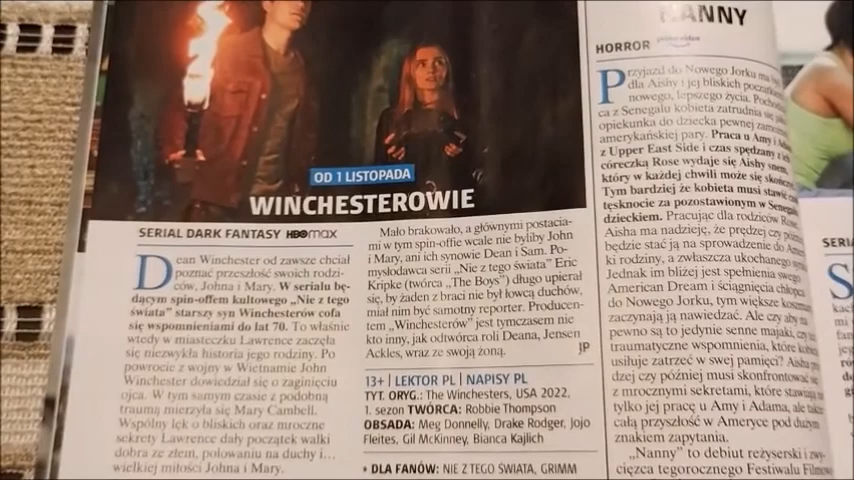 OD 1 LISTOPADA
WINCHESTEROWIE
SERIAL DARK FANTASY HBOmax
Dean Winchester od zawsze chciał
poznać przeszłość swoich rodzi-
ców, Johna i Mary. W serialu bę-
dącym spin-offem kultowego „Nie z tego
świata" starszy syn Winchesterów cofa
się wspomnieniami do lat 70. To właśnie
wtedy w miasteczku Lawrence zaczęła
się niezwykła historia jego rodziny. Po
powrocie z wojny w Wietnamie John
Winchester dowiedział się o zaginięciu
ojca. W tym samym czasie z podobną
traumą mierzyła się Mary Cambell.
Wspólny lęk o bliskich oraz mroczne
sekrety Lawrence dały początek walki
dobra ze złem, polowaniu na duchy i...
wielkiej miłości Johna i Mary.
Mało brakowało, a głównymi postacia-
mi w tym spin-offie wcale nie byliby John
i Mary, ani ich synowie Dean i Sam. Po-
mysłodawca serii „Nie z tego świata" Eric
Kripke (twórca „The Boys") długo upierał
się, by żaden z braci nie był łowcą duchów,
miał nim być samotny reporter. Producen-
tem „Winchesterów" jest tymczasem nie
kto inny, jak odtwórca roli Deana, Jensen
Ackles, wraz ze swoją żoną.
JP
13+ | LEKTOR PL | NAPISY PL
TYT. ORYG.: The Winchesters, USA 2022,
1. sezon TWÓRCA: Robbie Thompson
OBSADA: Meg Donnelly, Drake Rodger, Jojo
Fleites, Gil McKinney, Bianca Kajlich
• DLA FANÓW: NIE Z TEGO ŚWIATA, GRIMM
NANNY
HORROR prime video
Przyjazd do Nowego Jorku ma
dla Aishy i jej bliskich
nowego, lepszego życia.
ca z Senegalu kobieta zatrudnia się
opiekunka do dziecka pewnej
amerykańskiej pary. Praca u Amy i
z Upper East Side i czas spędzany z
córeczką Rose wydaje się Aishy snem,
który w każdej chwili może się
Tym bardziej że kobieta musi stawić
tęsknocie za pozostawionym w
dzieckiem. Pracując dla rodziców
Aisha ma nadzieję, że prędzej czy
będzie stać ją na sprowadzenie do
ki rodziny, a zwłaszcza ukochanego
Jednak im bliżej jest spełnienia swego
American Dream i ściągnięcia chłopca
do Nowego Jorku, tym większe
zaczynają ją nawiedzać. Ale czy aby
pewno są to jedynie senne majaki, czy
traumatyczne wspomnienia, które
usiłuje zatrzeć w swej pamięci? Aisha
dzej czy później musi skonfrontować
z mrocznymi sekretami, które stawiają
tylko jej pracę u Amy i Adama, ale
całą przyszłość w Ameryce pod dużym
znakiem zapytania.
„Nanny" to debiut reżyserski i
cięzca tegorocznego Festiwalu